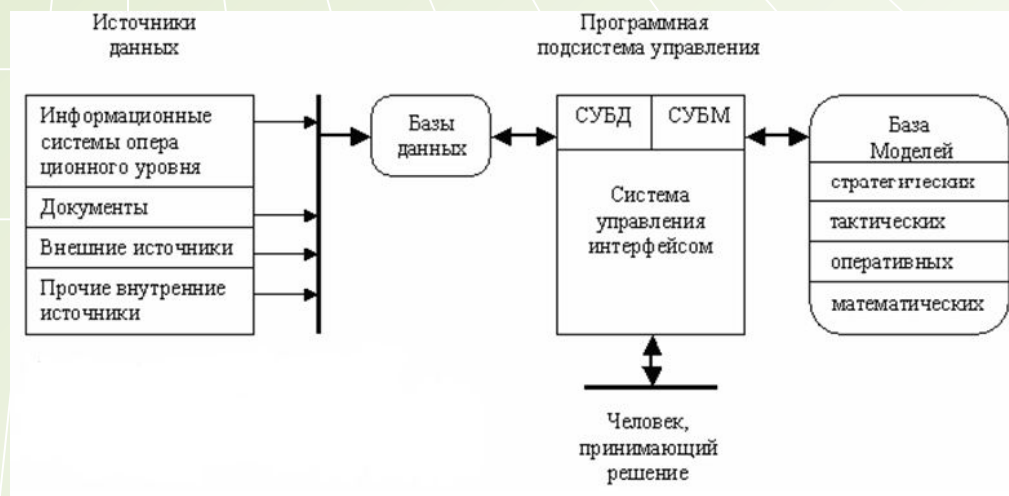 Источники
данных
Программная
подсистема управления
Информационные
системы опера
ционного уровня
Документы
Внешние источники
Прочие внутренние
источники
Базы
данных
СУБД
СУБМ
Система
управления
интерфейсом
База
Моделей
стратегических
тактических
оперативных
математических
Человек,
принимающий
решение